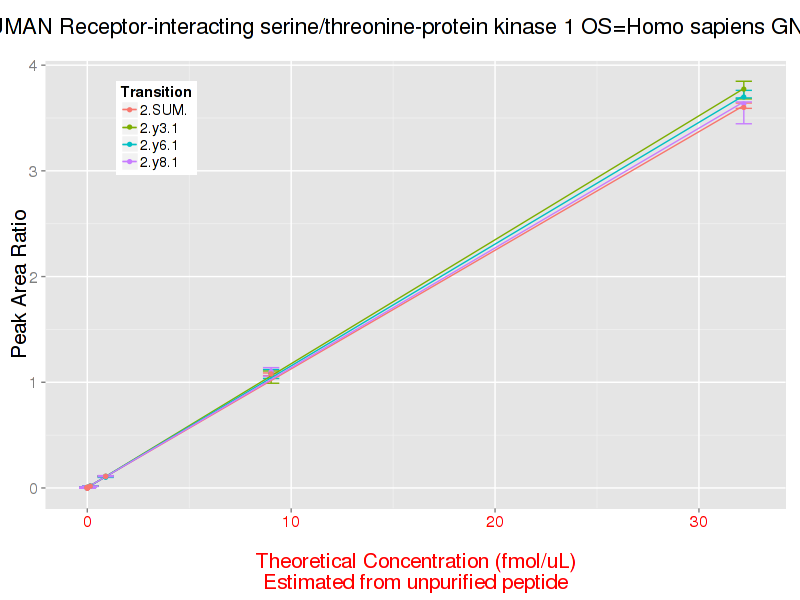 UMAN Receptor-interacting serine/threonine-protein kinase 1 OS=Homo sapiens GN
4
3
2
1
0
Peak Area Ratio
Transition
2.SUM.
2.y3.1
2.y6.1
2.y8.1
0 10 20 30
Theoretical Concentration (fmol/uL)
Estimated from unpurified peptide